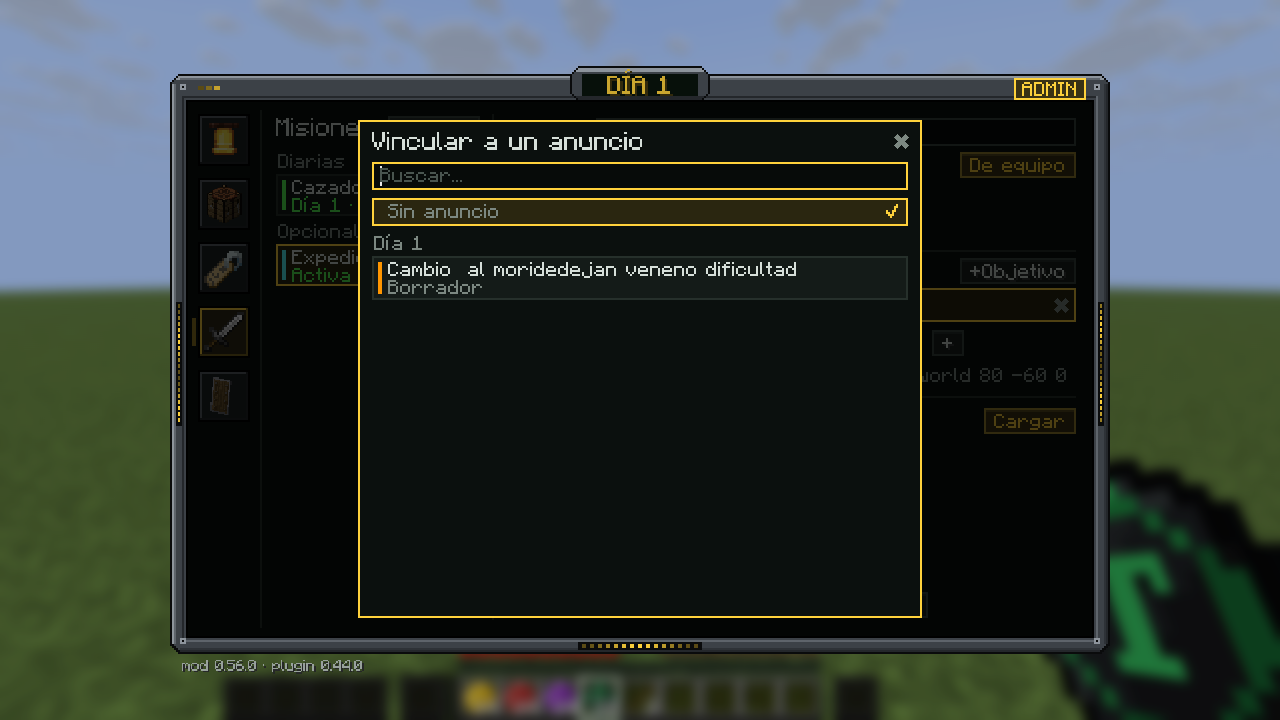 DÍA 1
ADMIN
Misione
Diarias
Cazado
Día 1 ·
Opcional
Expedi
Activa
Vincular a un anuncio
Buscar...
Sin anuncio
Día 1
Cambio  al moridedejan veneno dificultad
Borrador
De equipo
+Objetivo
+
world 80 -60 0
Cargar
mod 0.56.0 · plugin 0.44.0